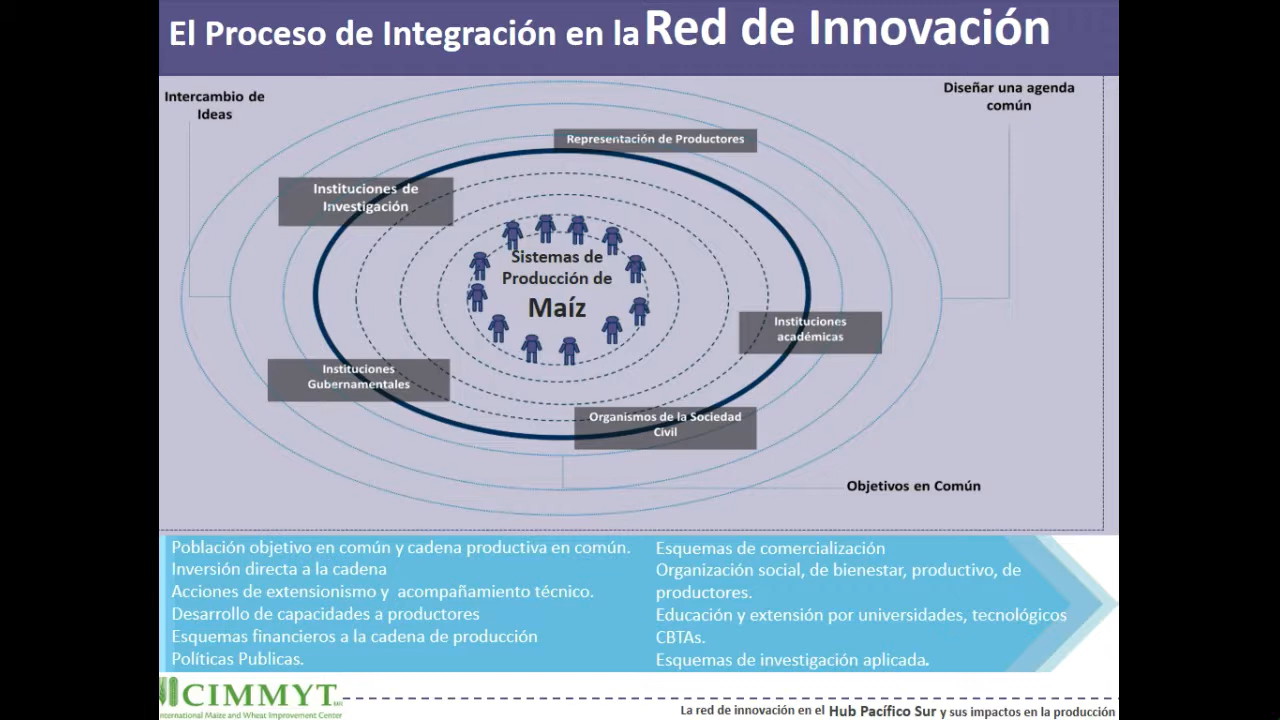 El Proceso de Integración en la Red de Innovación
Intercambio de
Ideas
Diseñar una agenda
común
Representación de Productores
Instituciones de
Investigación
Sistemas de
Producción de
Maíz
Instituciones
académicas
Instituciones
Gubernamentales
Organismos de la Sociedad
Civil
Objetivos en Común
Población objetivo en común y cadena productiva en común.
Inversión directa a la cadena
Acciones de extensionismo y acompañamiento técnico.
Desarrollo de capacidades a productores
Esquemas financieros a la cadena de producción
Políticas Publicas.
Esquemas de comercialización
Organización social, de bienestar, productivo, de
productores.
Educación y extensión por universidades, tecnológicos
CBTAs.
Esquemas de investigación aplicada.
CIMMYT
International Maize and Wheat Improvement Center
La red de innovación en el Hub Pacífico Sur y sus impactos en la producción